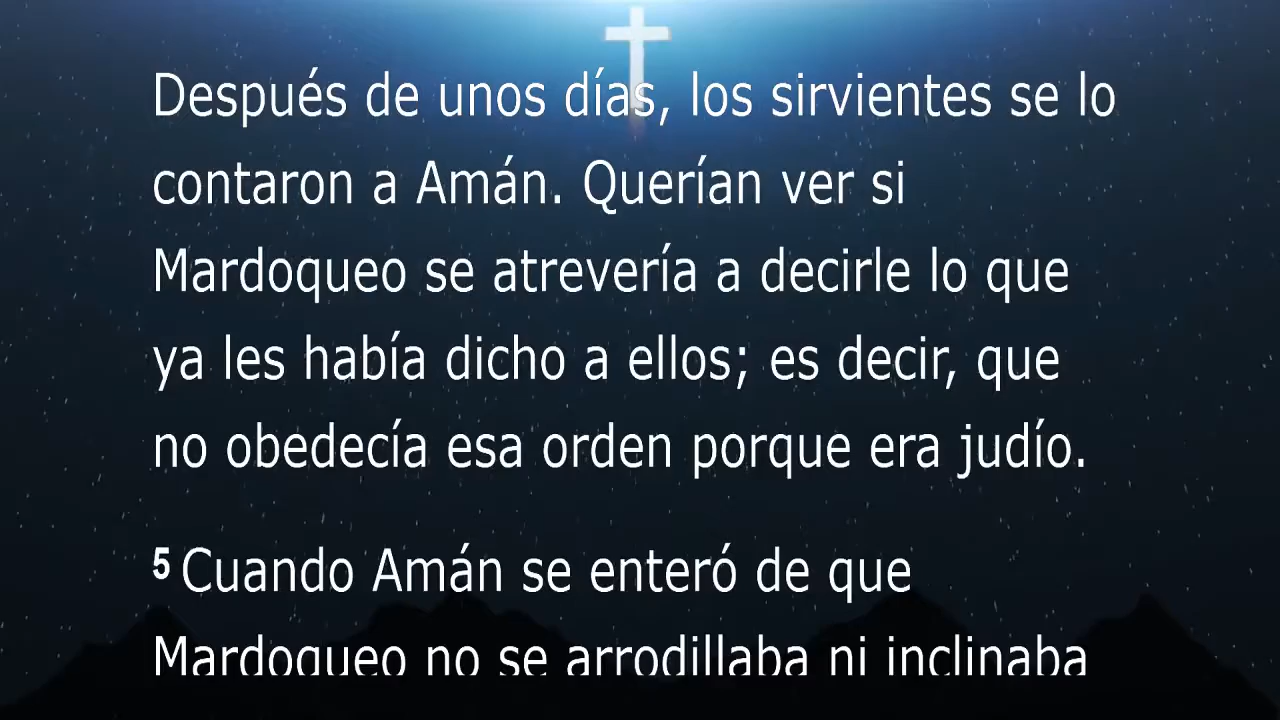 Después de unos días, los sirvientes se lo
contaron a Amán. Querían ver si
Mardoqueo se atrevería a decirle lo que
ya les había dicho a ellos; es decir, que
no obedecía esa orden porque era judío.
5 Cuando Amán se enteró de que
Mardoqueo no se arrodillaba ni inclinaba